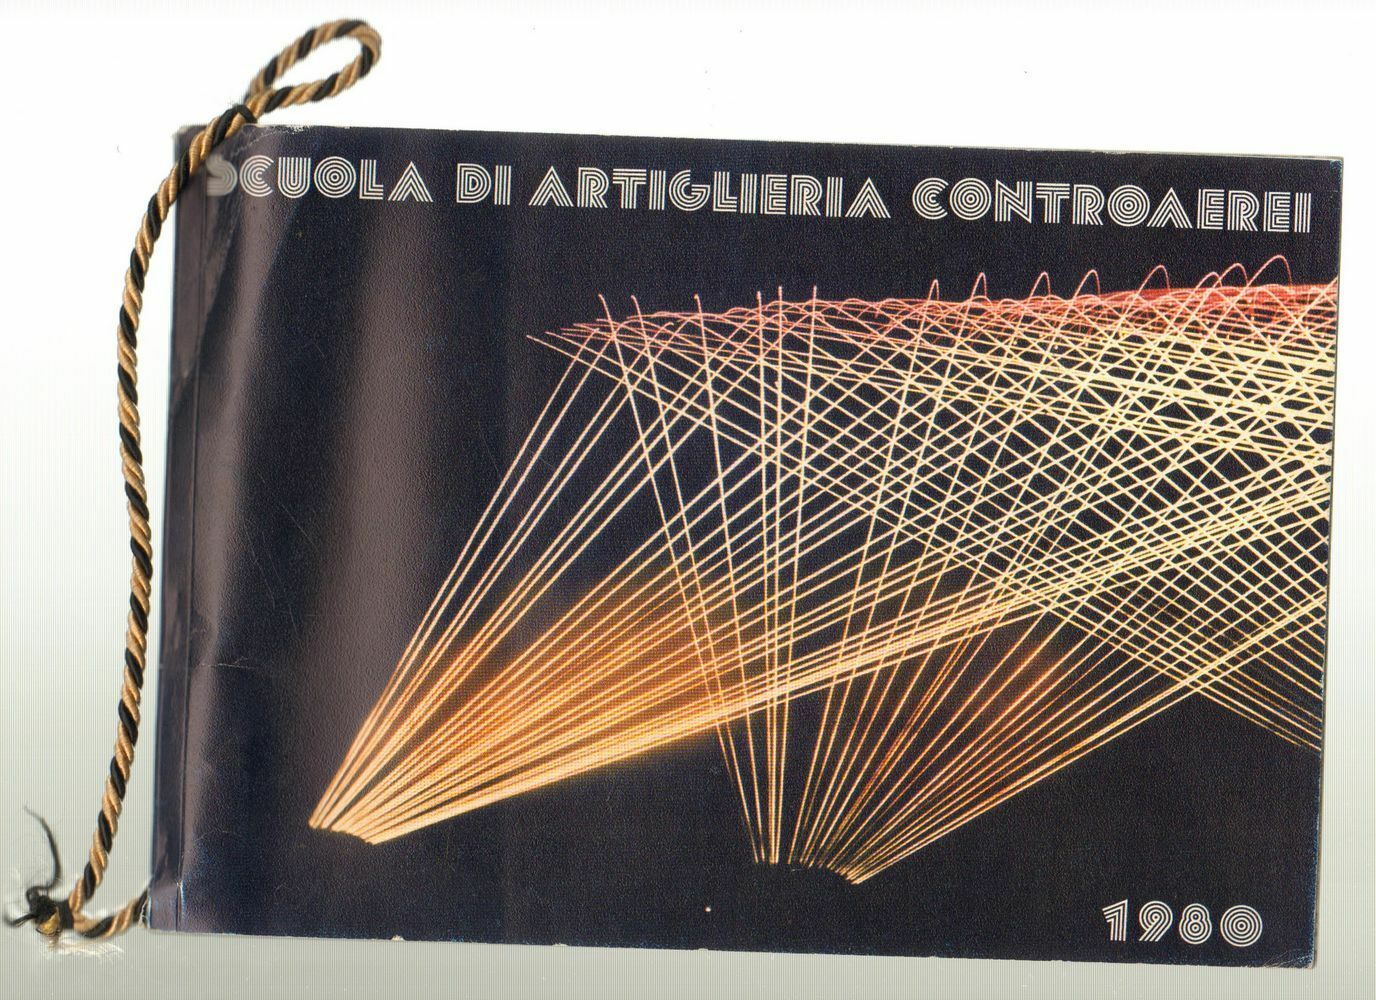 SCUOLA DI ARTIGLIERIA CONTROAEREI
1980